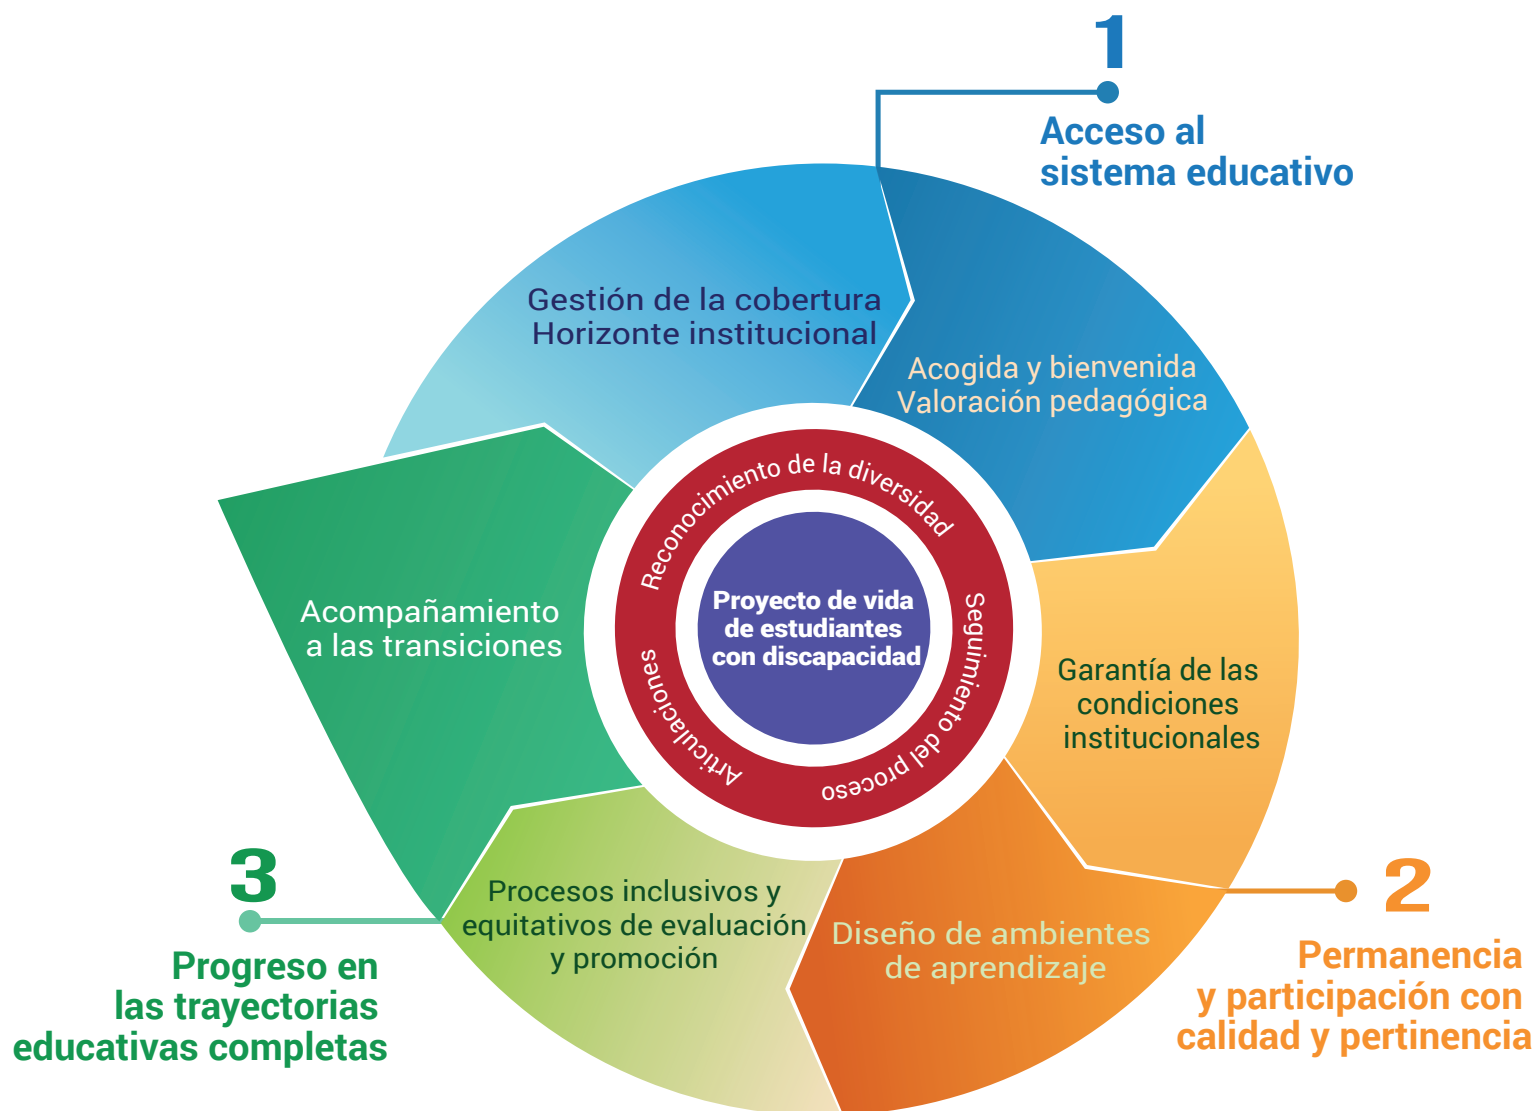 1
Acceso al
sistema educativo
Gestión de la cobertura
Horizonte institucional
Acogida y bienvenida
Valoración pedagógica
Reconocimiento de la diversidad
Seguimiento del proceso
Articulaciones
Proyecto de vida
de estudiantes
con discapacidad
Acompañamiento
a las transiciones
Garantía de las
condiciones
institucionales
2
Permanencia
y participación con
calidad y pertinencia
Diseño de ambientes
de aprendizaje
Procesos inclusivos y
equitativos de evaluación
y promoción
3
Progreso en
las trayectorias
educativas completas